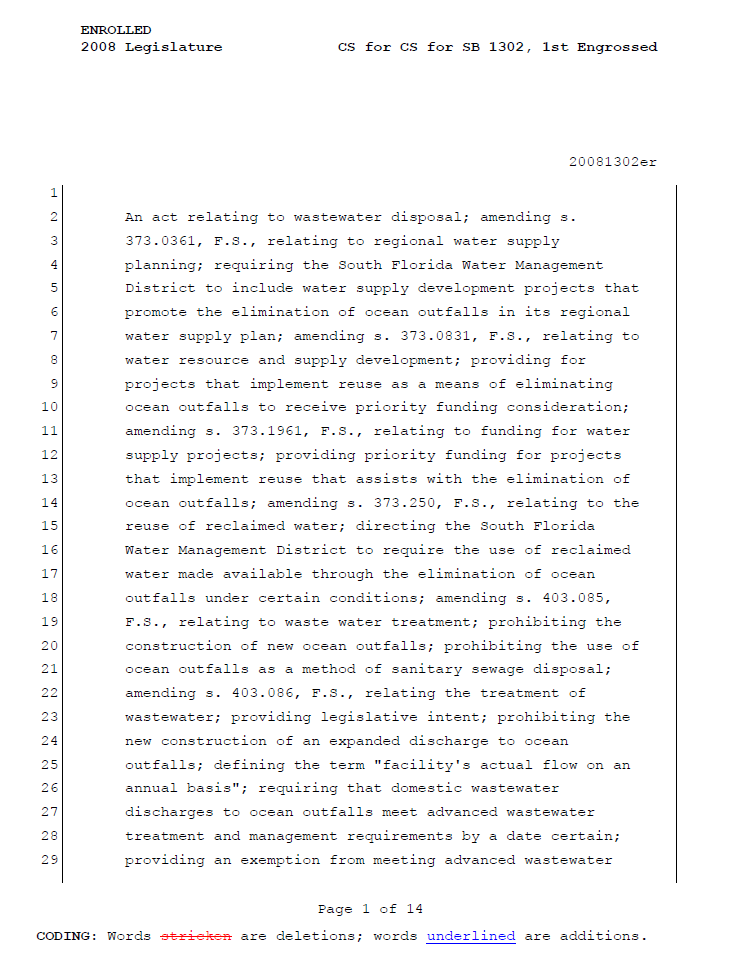 ENROLLED
2008 Legislature CS for CS for SB 1302, 1st Engrossed
20081302er
1
2 An act relating to wastewater disposal; amending s.
3 373.0361, F.S., relating to regional water supply
4 planning; requiring the South Florida Water Management
5 District to include water supply development projects that
6 promote the elimination of ocean outfalls in its regional
7 water supply plan; amending s. 373.0831, F.S., relating to
8 water resource and supply development; providing for
9 projects that implement reuse as a means of eliminating
10 ocean outfalls to receive priority funding consideration;
11 amending s. 373.1961, F.S., relating to funding for water
12 supply projects; providing priority funding for projects
13 that implement reuse that assists with the elimination of
14 ocean outfalls; amending s. 373.250, F.S., relating to the
15 reuse of reclaimed water; directing the South Florida
16 Water Management District to require the use of reclaimed
17 water made available through the elimination of ocean
18 outfalls under certain conditions; amending s. 403.085,
19 F.S., relating to waste water treatment; prohibiting the
20 construction of new ocean outfalls; prohibiting the use of
21 ocean outfalls as a method of sanitary sewage disposal;
22 amending s. 403.086, F.S., relating the treatment of
23 wastewater; providing legislative intent; prohibiting the
24 new construction of an expanded discharge to ocean
25 outfalls; defining the term "facility's actual flow on an
26 annual basis"; requiring that domestic wastewater
27 discharges to ocean outfalls meet advanced wastewater
28 treatment and management requirements by a date certain;
29 providing an exemption from meeting advanced wastewater
Page 1 of 14
CODING: Words stricken are deletions; words underlined are additions.